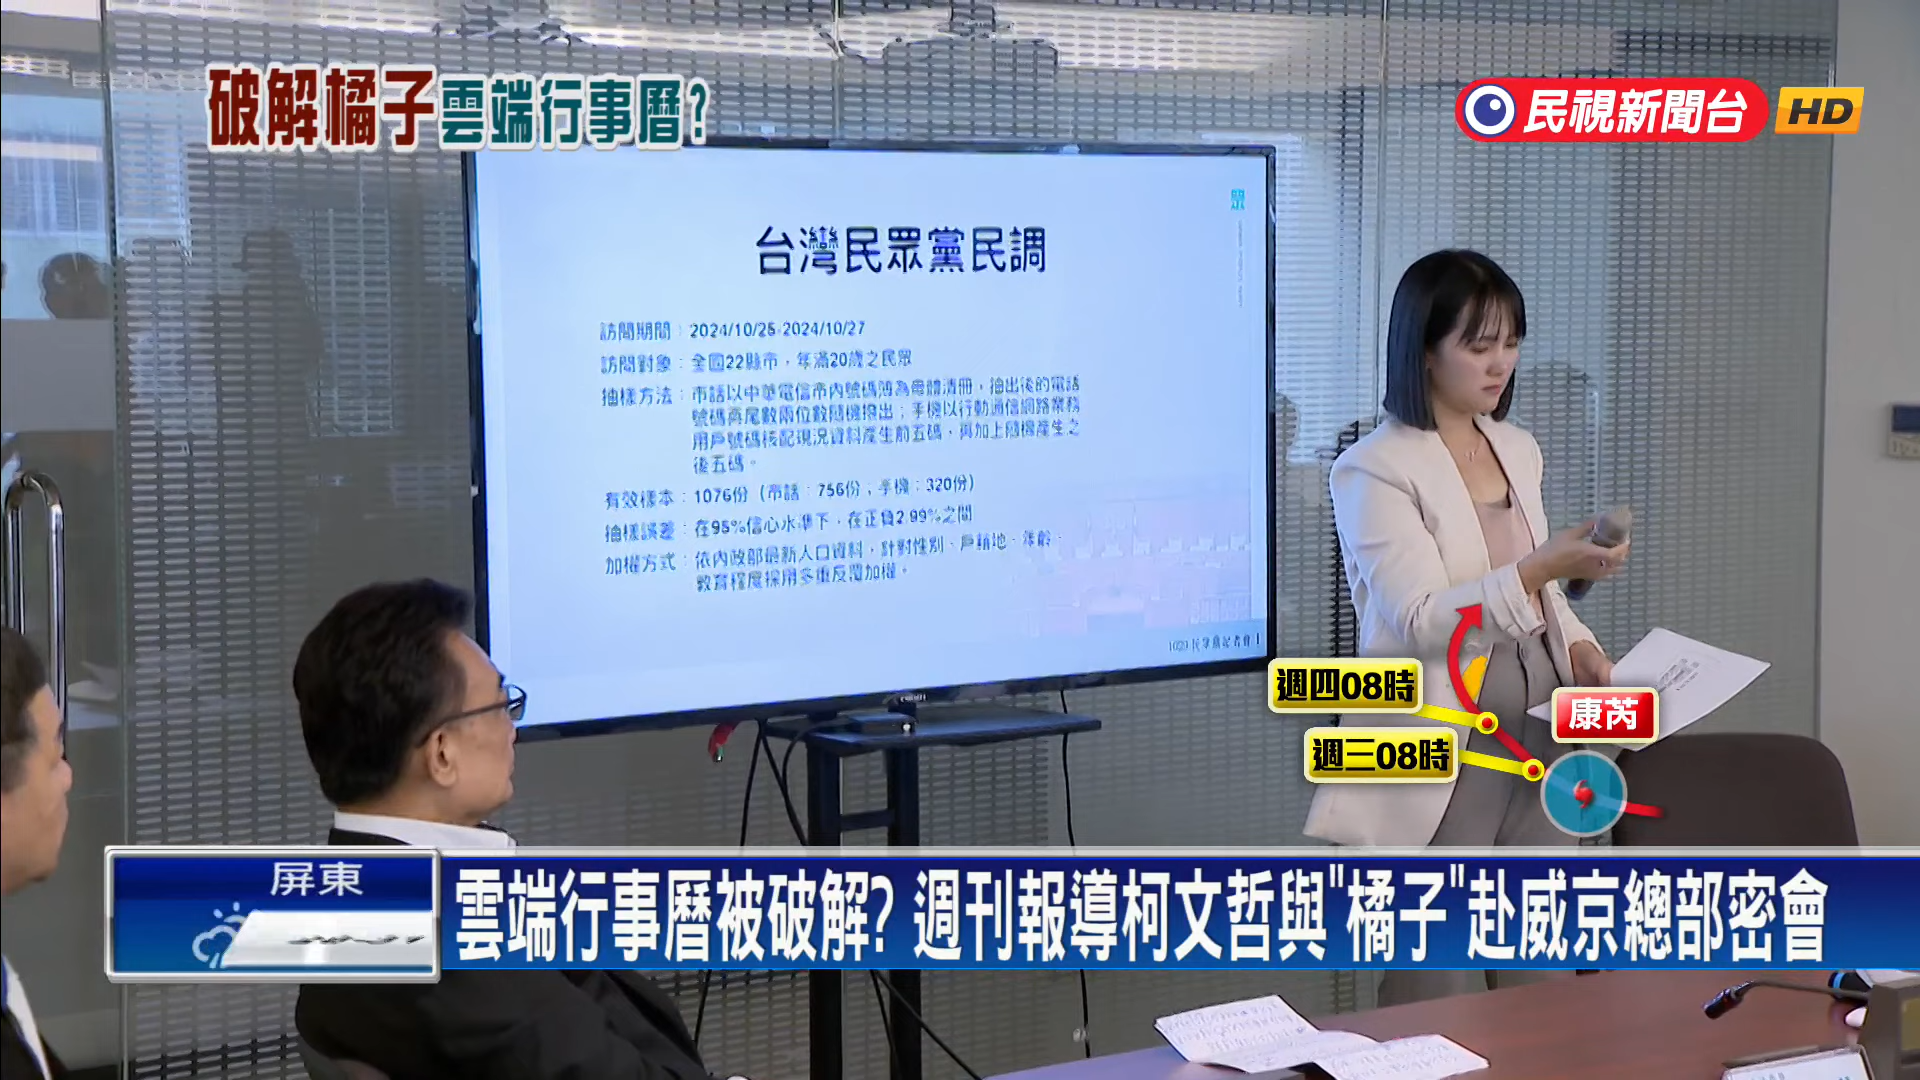 破解橘子雲端行事曆?
民視新聞台 HD
台灣民眾黨民調
訪問期間：2024/10/25-2024/10/27
訪問對象：全國22縣市，年滿20歲之民眾
抽樣方法：市話以中華電信市內號碼簿為母體清冊，抽出後的電話
號碼再尾數兩位數隨機撥出；手機以行動通信網路業務
用戶號碼核配現況資料產生前五碼，再加上隨機產生之
後五碼。
有效樣本：1076份（市話：756份；手機：320份）
抽樣誤差：在95%信心水準下，在正負2.99%之間
加權方式：依內政部最新人口資料，針對性別、戶籍地、年齡、
教育程度採用多重反覆加權。
1029民眾黨記者會
週四08時
康芮
週三08時
屏東
雲端行事曆被破解? 週刊報導柯文哲與"橘子"赴威京總部密會